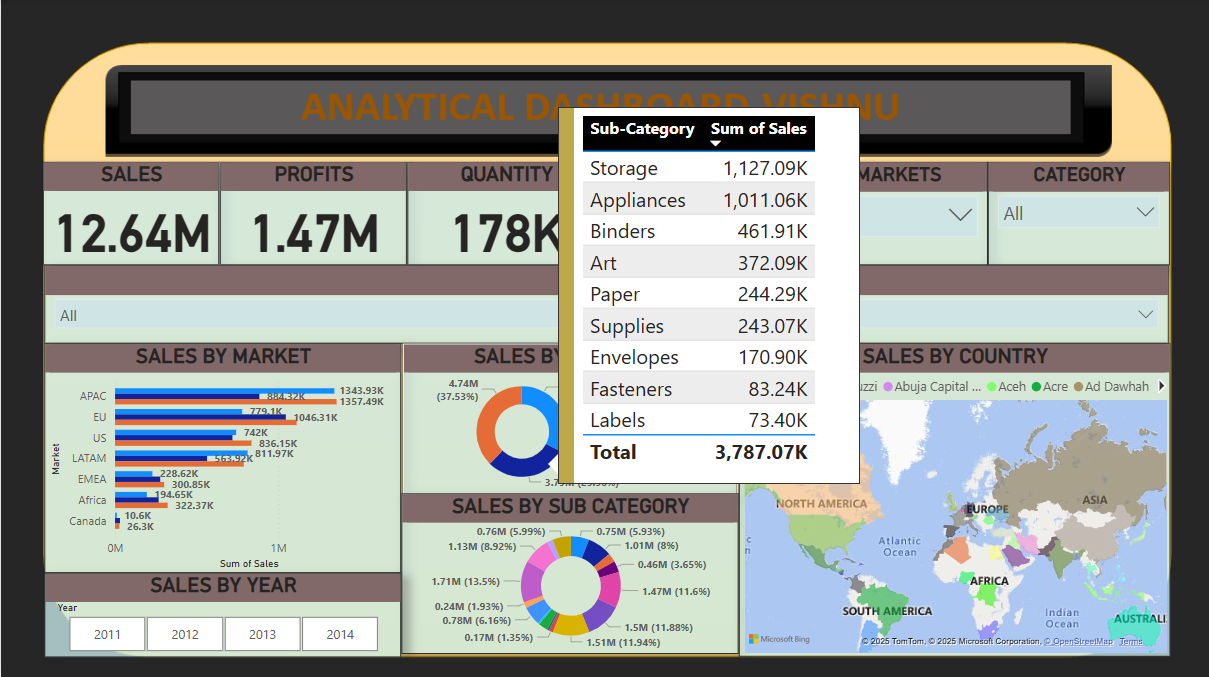 ANALYTICAL DASHBOARD-VISHNU
SALES
PROFITS
QUANTITY
MARKETS
CATEGORY
12.64M
1.47M
178K
All
All
Sub-Category Sum of Sales
Storage 1,127.09K
Appliances 1,011.06K
Binders 461.91K
Art 372.09K
Paper 244.29K
Supplies 243.07K
Envelopes 170.90K
Fasteners 83.24K
Labels 73.40K
Total 3,787.07K
SALES BY MARKET
Market
APAC 1343.93K
884.32K
1357.49K
EU 779.1K
1046.31K
US 742K
836.15K
LATAM 811.97K
563.92K
EMEA 228.62K
300.85K
Africa 194.65K
322.37K
Canada 10.6K
26.3K
0M 1M
Sum of Sales
SALES BY YEAR
Year
2011 2012 2013 2014
SALES BY
4.74M
(37.53%)
SALES BY SUB CATEGORY
0.76M (5.99%)
0.75M (5.93%)
1.13M (8.92%)
1.01M (8%)
0.46M (3.65%)
1.71M (13.5%)
1.47M (11.6%)
0.24M (1.93%)
0.78M (6.16%)
1.5M (11.88%)
0.17M (1.35%)
1.51M (11.94%)
SALES BY COUNTRY
uzzi Abuja Capital ... Aceh Acre Ad Dawhah
NORTH AMERICA
EUROPE
ASIA
Atlantic
Ocean
AFRICA
SOUTH AMERICA
Indian
Ocean
AUSTRALI
Microsoft Bing
© 2025 TomTom, © 2025 Microsoft Corporation, © OpenStreetMap Terms